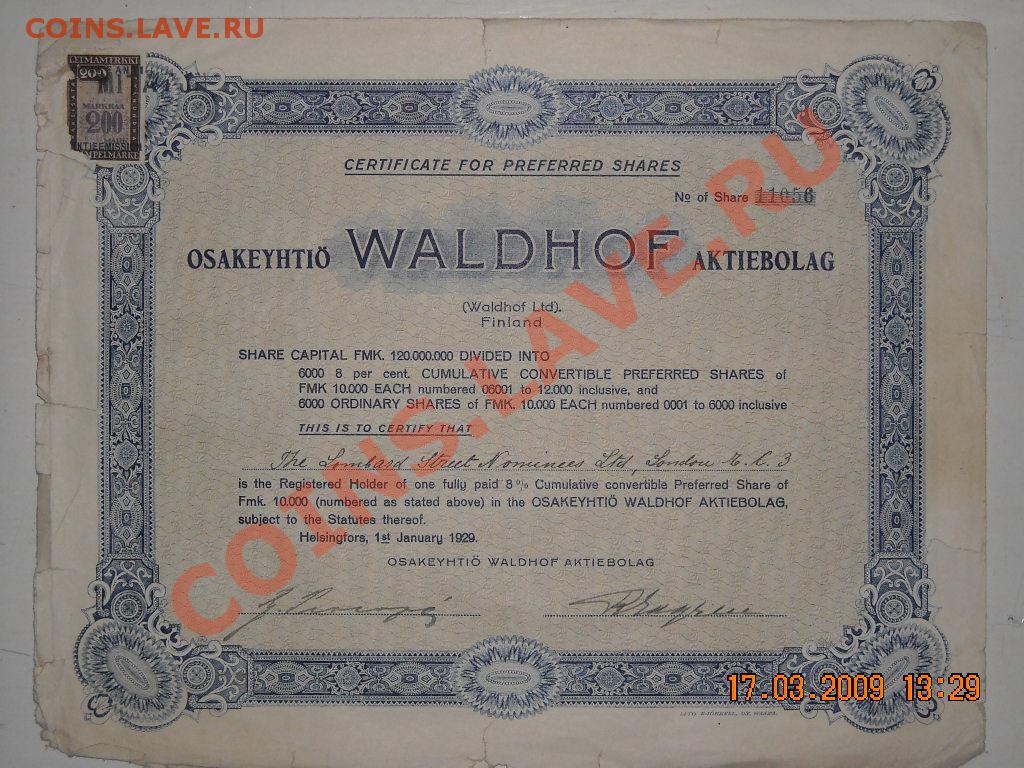 COINS.LAVE.RU
COINS.LAVE.RU
LEIMAMERKKI
200
MARKKAA
200
CERTIFICATE FOR PREFERRED SHARES
No of Share 11056
OSAKEYHTIÖ WALDHOF AKTIEBOLAG
(Waldhof Ltd).
Finland
SHARE CAPITAL FMK. 120.000.000 DIVIDED INTO
6000 8 per cent. CUMULATIVE CONVERTIBLE PREFERRED SHARES of
FMK 10.000 EACH numbered 06001 to 12.000 inclusive, and
6000 ORDINARY SHARES of FMK. 10.000 EACH numbered 0001 to 6000 inclusive
THIS IS TO CERTIFY THAT
The Lombard Street Nominees Ltd, London E.C.3
is the Registered Holder of one fully paid 8% Cumulative convertible Preferred Share of
Fmk. 10.000 (numbered as stated above) in the OSAKEYHTIÖ WALDHOF AKTIEBOLAG,
subject to the Statutes thereof.
Helsingfors, 1st January 1929.
OSAKEYHTIÖ WALDHOF AKTIEBOLAG
COINS.LAVE.RU
17.03.2009 13:29